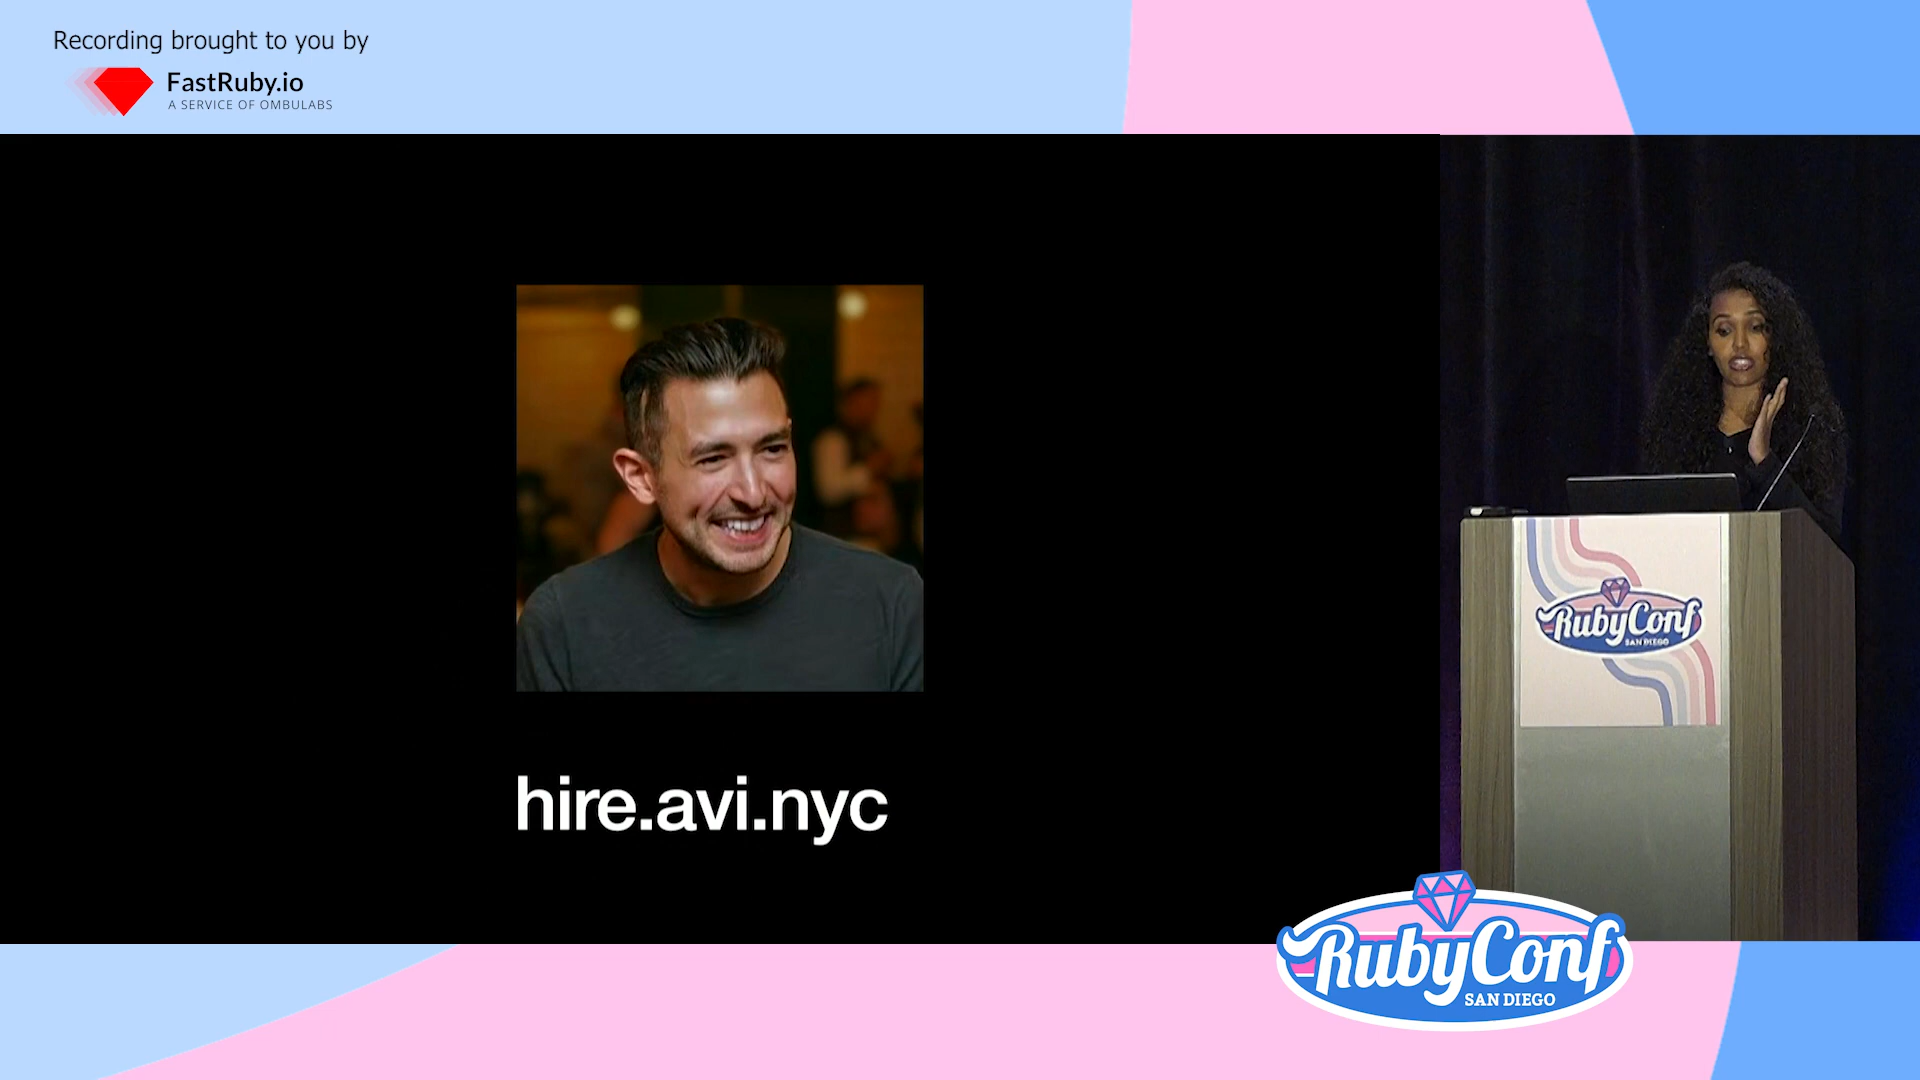 Recording brought to you by
FastRuby.io
A SERVICE OF OMBULABS
hire.avi.nyc
RubyConf
SAN DIEGO
RubyConf
SAN DIEGO